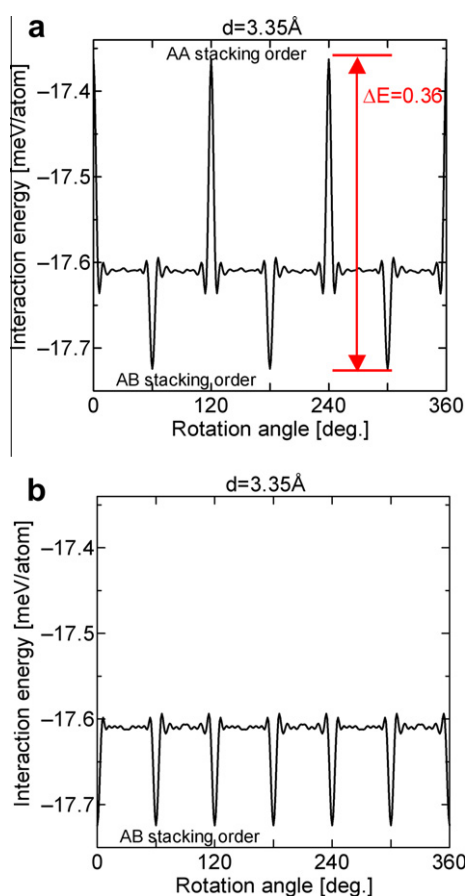 a
d=3.35Å
AA stacking order
−17.4
ΔE=0.36
−17.5
−17.6
−17.7
Interaction energy [meV/atom]
AB stacking order
0 120 240 360
Rotation angle [deg.]
b
d=3.35Å
−17.4
−17.5
−17.6
−17.7
Interaction energy [meV/atom]
AB stacking order
0 120 240 360
Rotation angle [deg.]